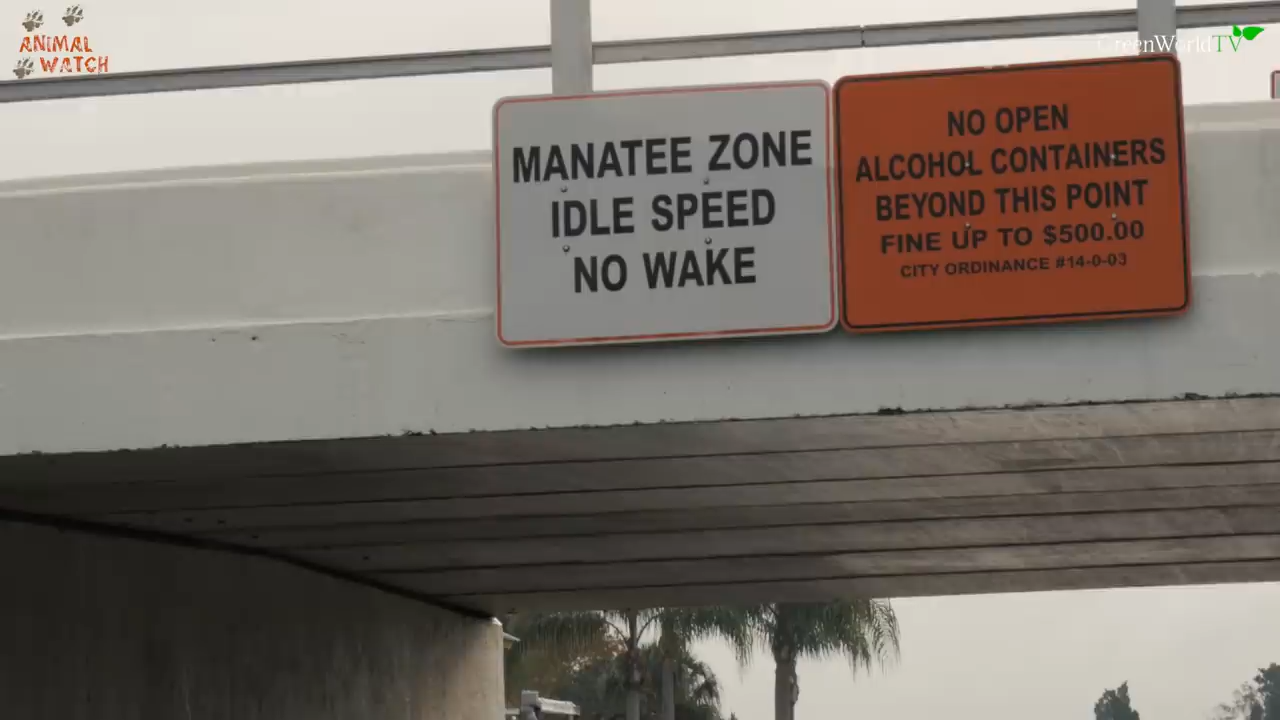 ANIMAL
WATCH
GreenWorldTV
MANATEE ZONE
IDLE SPEED
NO WAKE
NO OPEN
ALCOHOL CONTAINERS
BEYOND THIS POINT
FINE UP TO $500.00
CITY ORDINANCE #14-0-03